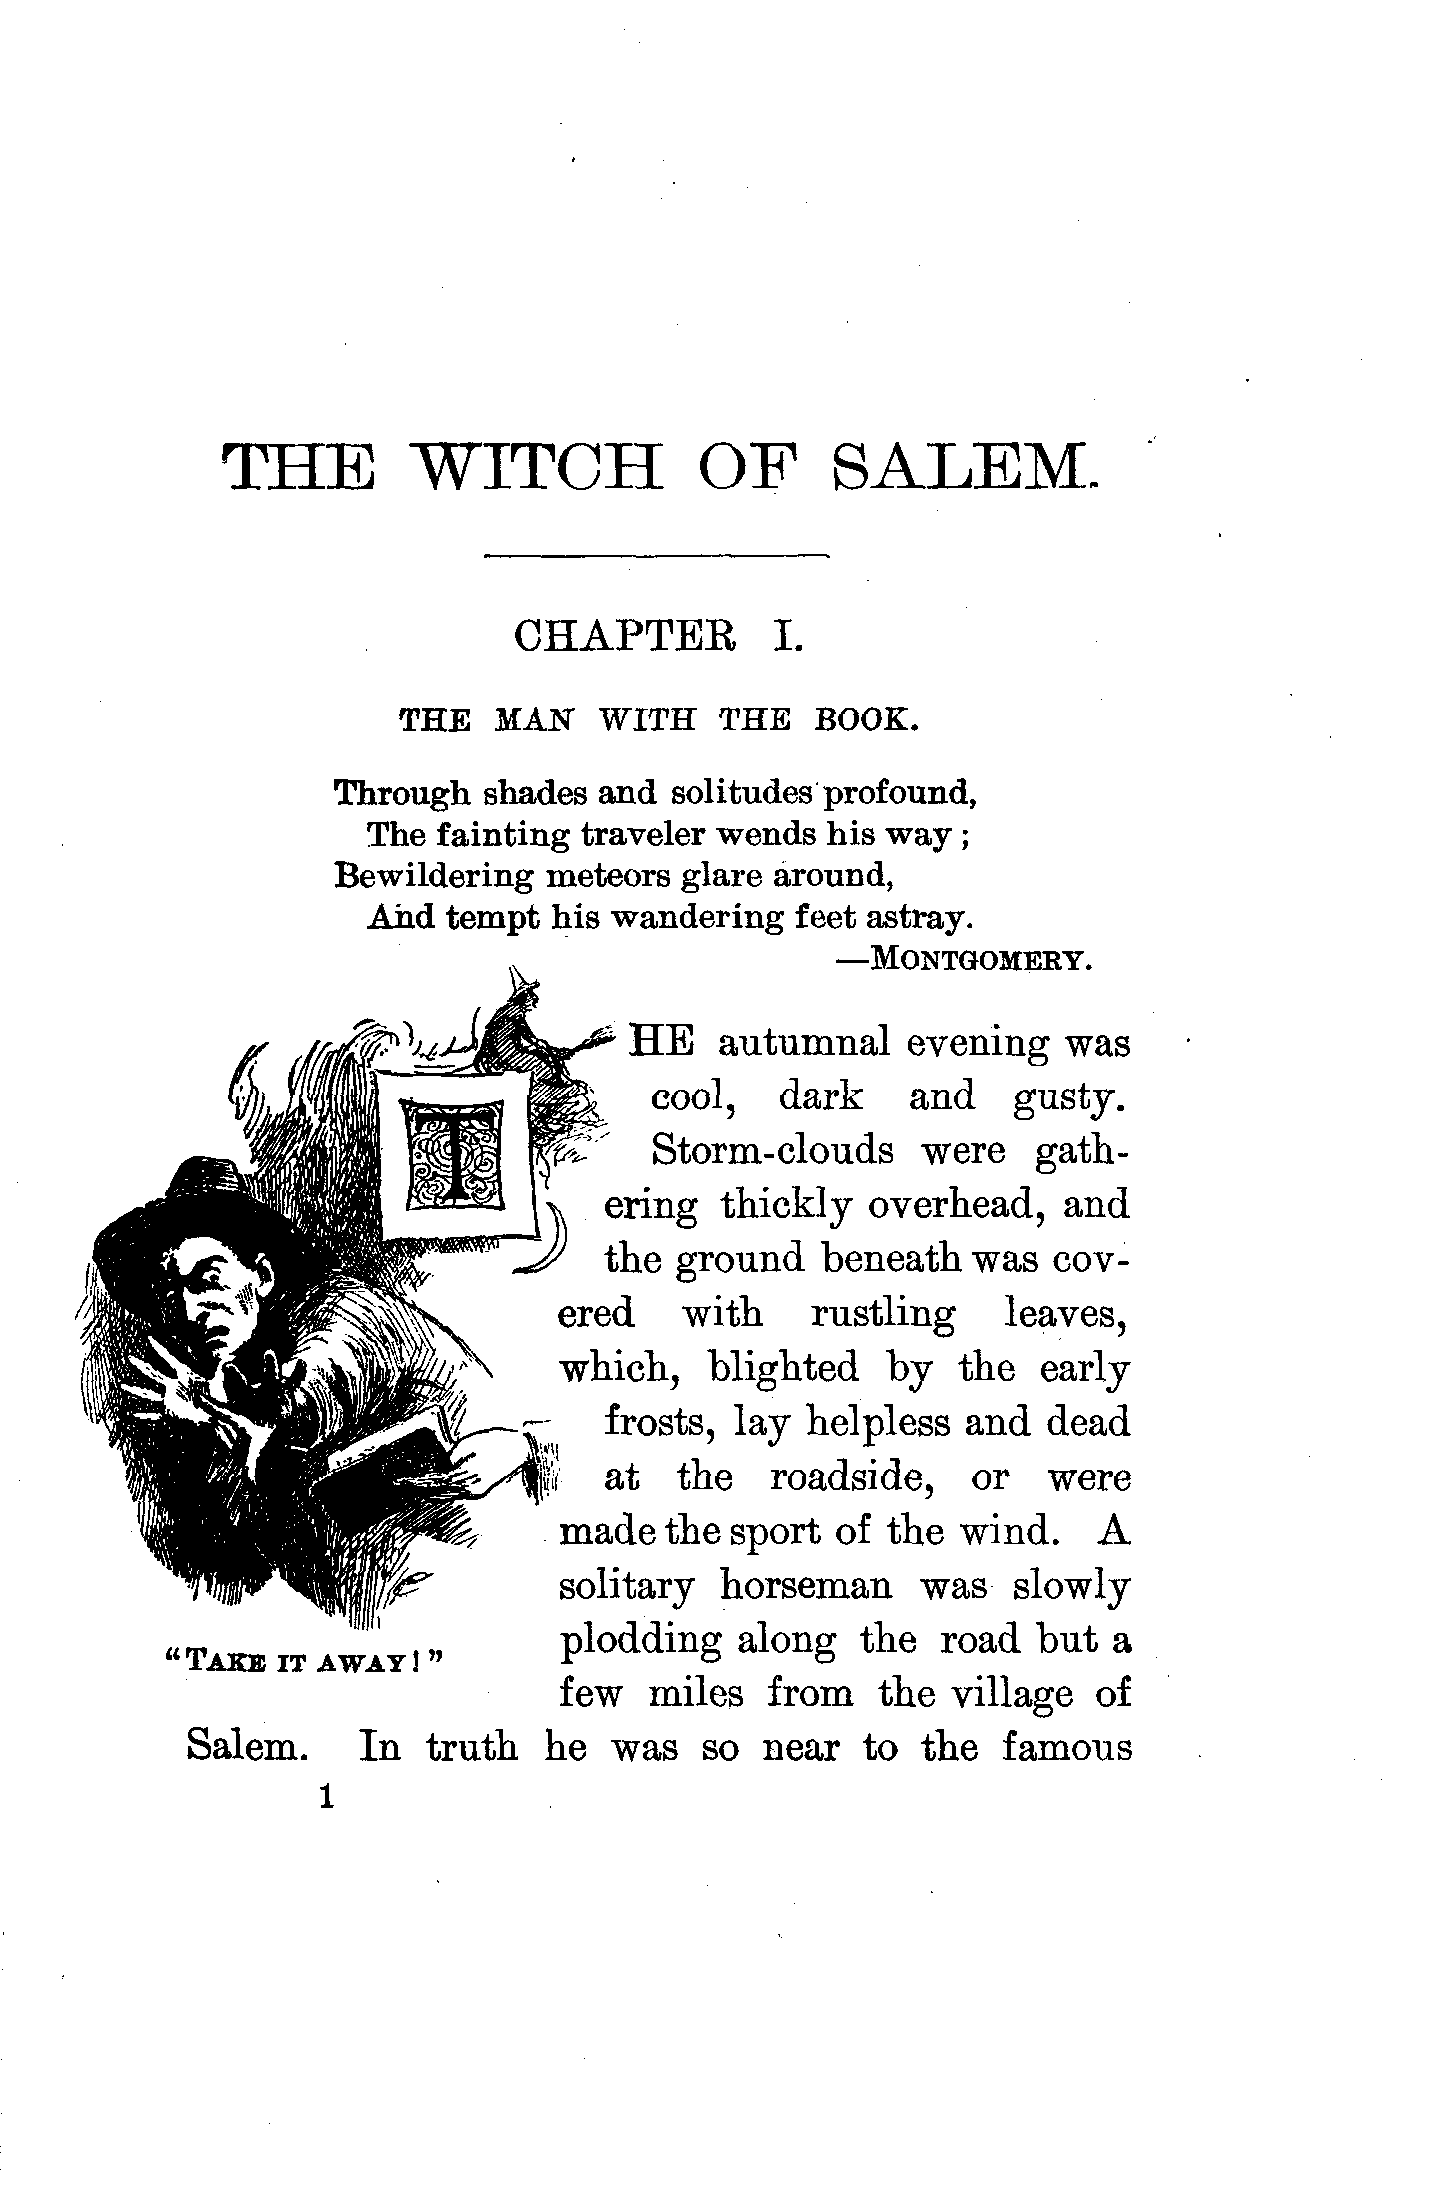 THE WITCH OF SALEM.
CHAPTER I.
THE MAN WITH THE BOOK.
Through shades and solitudes profound,
The fainting traveler wends his way ;
Bewildering meteors glare around,
And tempt his wandering feet astray.
—MONTGOMERY.
THE autumnal evening was
cool, dark and gusty.
Storm-clouds were gath-
ering thickly overhead, and
the ground beneath was cov-
ered with rustling leaves,
which, blighted by the early
frosts, lay helpless and dead
at the roadside, or were
made the sport of the wind. A
solitary horseman was slowly
plodding along the road but a
few miles from the village of
"TAKE IT AWAY!"
Salem. In truth he was so near to the famous
1